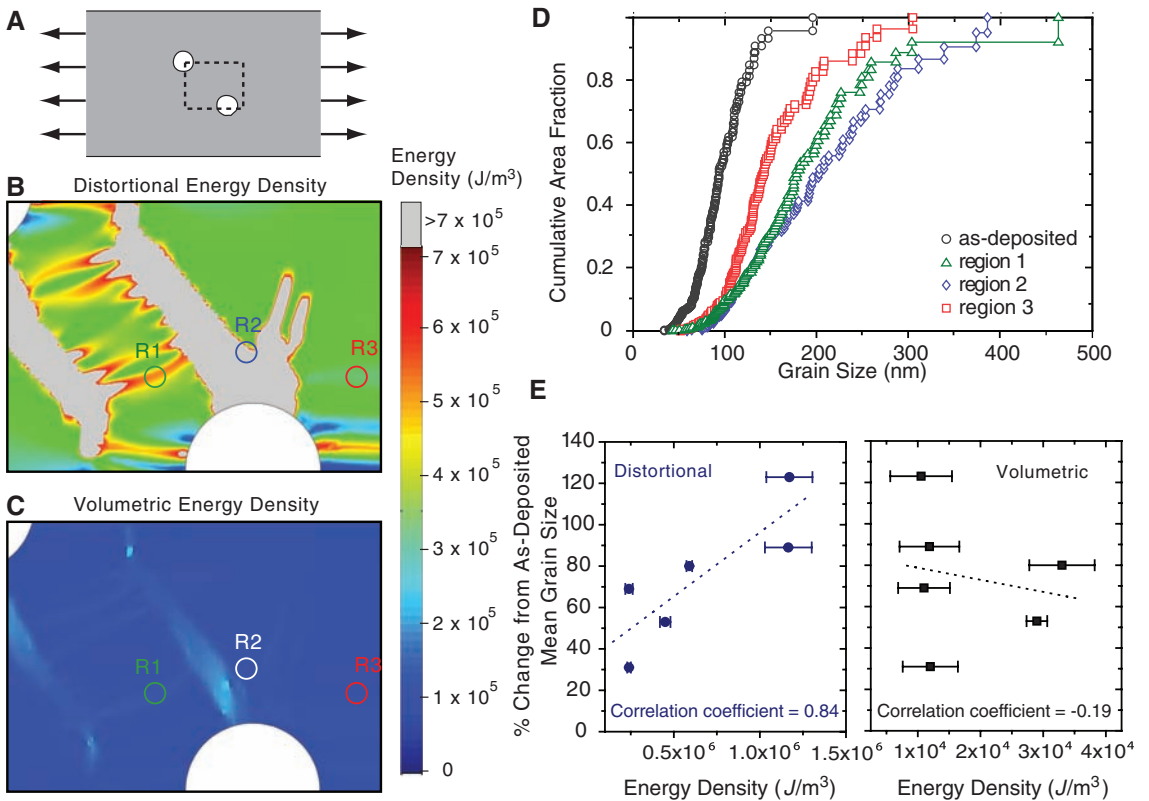 A
Energy
Density (J/m³)
B
Distortional Energy Density
R1
R2
R3
>7 x 10⁵
7 x 10⁵
6 x 10⁵
5 x 10⁵
4 x 10⁵
3 x 10⁵
2 x 10⁵
1 x 10⁵
0
C
Volumetric Energy Density
R1
R2
R3
D
Cumulative Area Fraction
0.8
0.6
0.4
0.2
0
as-deposited
region 1
region 2
region 3
0 100 200 300 400 500
Grain Size (nm)
E
% Change from As-Deposited
Mean Grain Size
140
120
100
80
60
40
20
0
Distortional
Correlation coefficient = 0.84
0.5x10⁶ 1.0x10⁶ 1.5x10⁶
Energy Density (J/m³)
Volumetric
Correlation coefficient = -0.19
1x10⁴ 2x10⁴ 3x10⁴ 4x10⁴
Energy Density (J/m³)